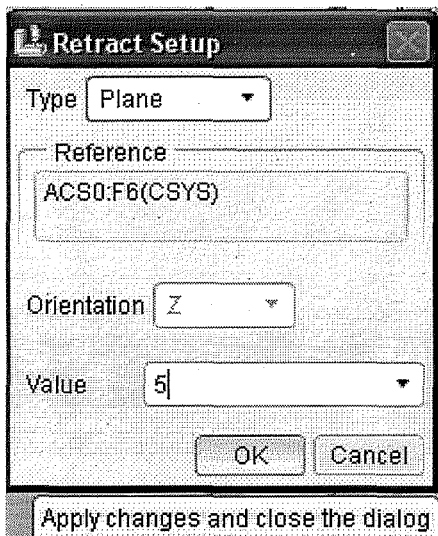 Retract Setup
Type Plane
Reference
ACS0:F6(CSYS)
Orientation Z
Value 5
OK Cancel
Apply changes and close the dialog